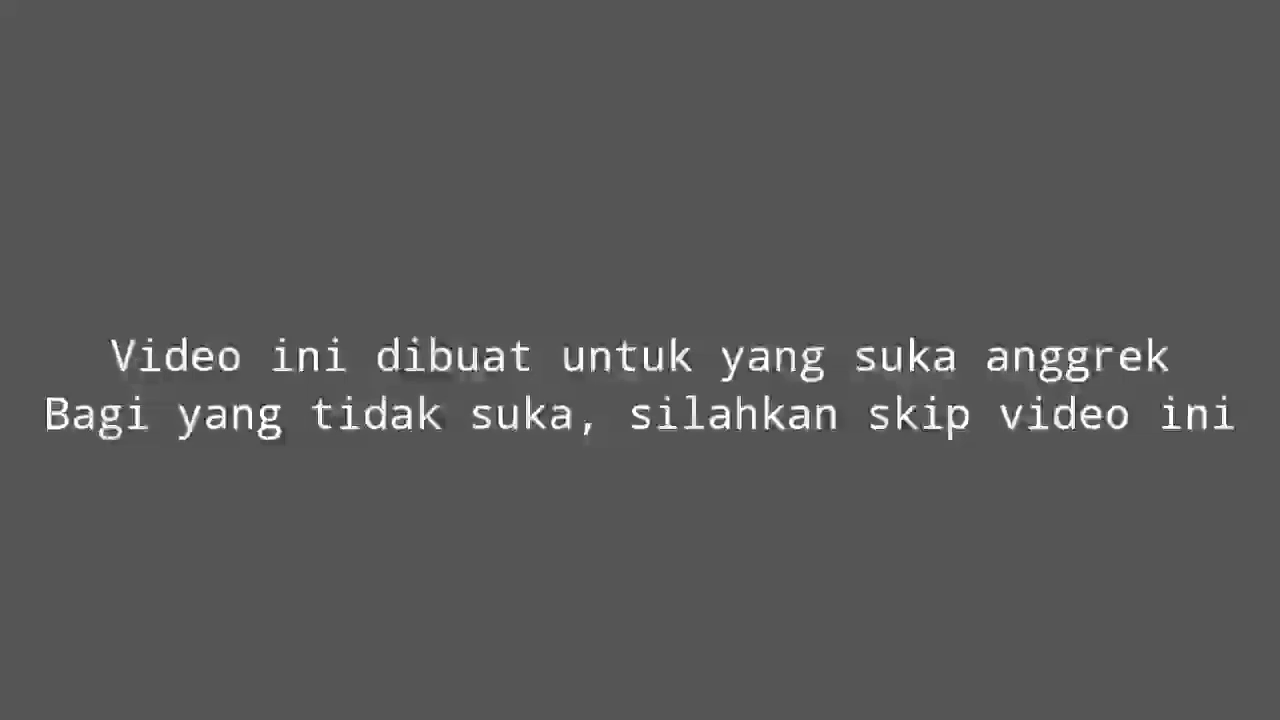 Video ini dibuat untuk yang suka anggrek
Bagi yang tidak suka, silahkan skip video ini